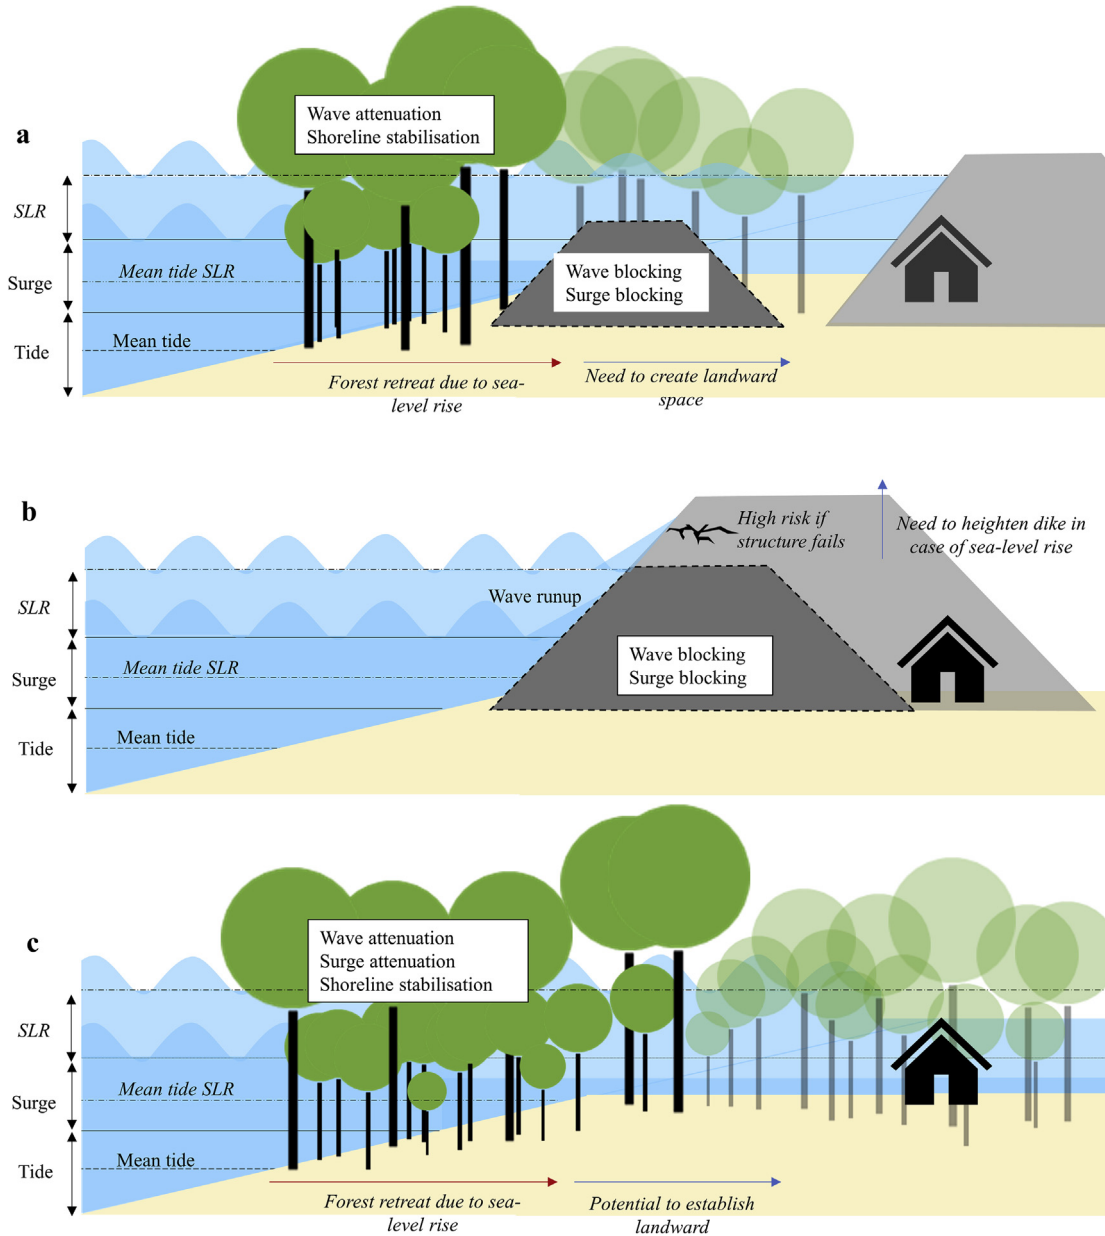 a
Wave attenuation
Shoreline stabilisation
SLR
Mean tide SLR
Surge
Wave blocking
Surge blocking
Mean tide
Tide
Forest retreat due to sea-
level rise
Need to create landward
space
b
High risk if
structure fails
Need to heighten dike in
case of sea-level rise
SLR
Wave runup
Mean tide SLR
Surge
Wave blocking
Surge blocking
Mean tide
Tide
c
Wave attenuation
Surge attenuation
Shoreline stabilisation
SLR
Mean tide SLR
Surge
Mean tide
Tide
Forest retreat due to sea-
level rise
Potential to establish
landward